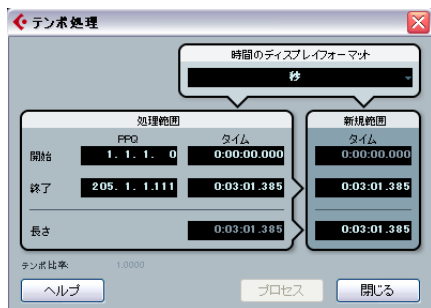 テンポ処理
時間のディスプレイフォーマット
秒
処理範囲
新規範囲
PPQ タイム タイム
開始 1. 1. 1. 0 0:00:00.000 0:00:00.000
終了 205. 1. 1.111 0:03:01.385 0:03:01.385
長さ 0:03:01.385 0:03:01.385
テンポ比率: 1.0000
ヘルプ プロセス 閉じる